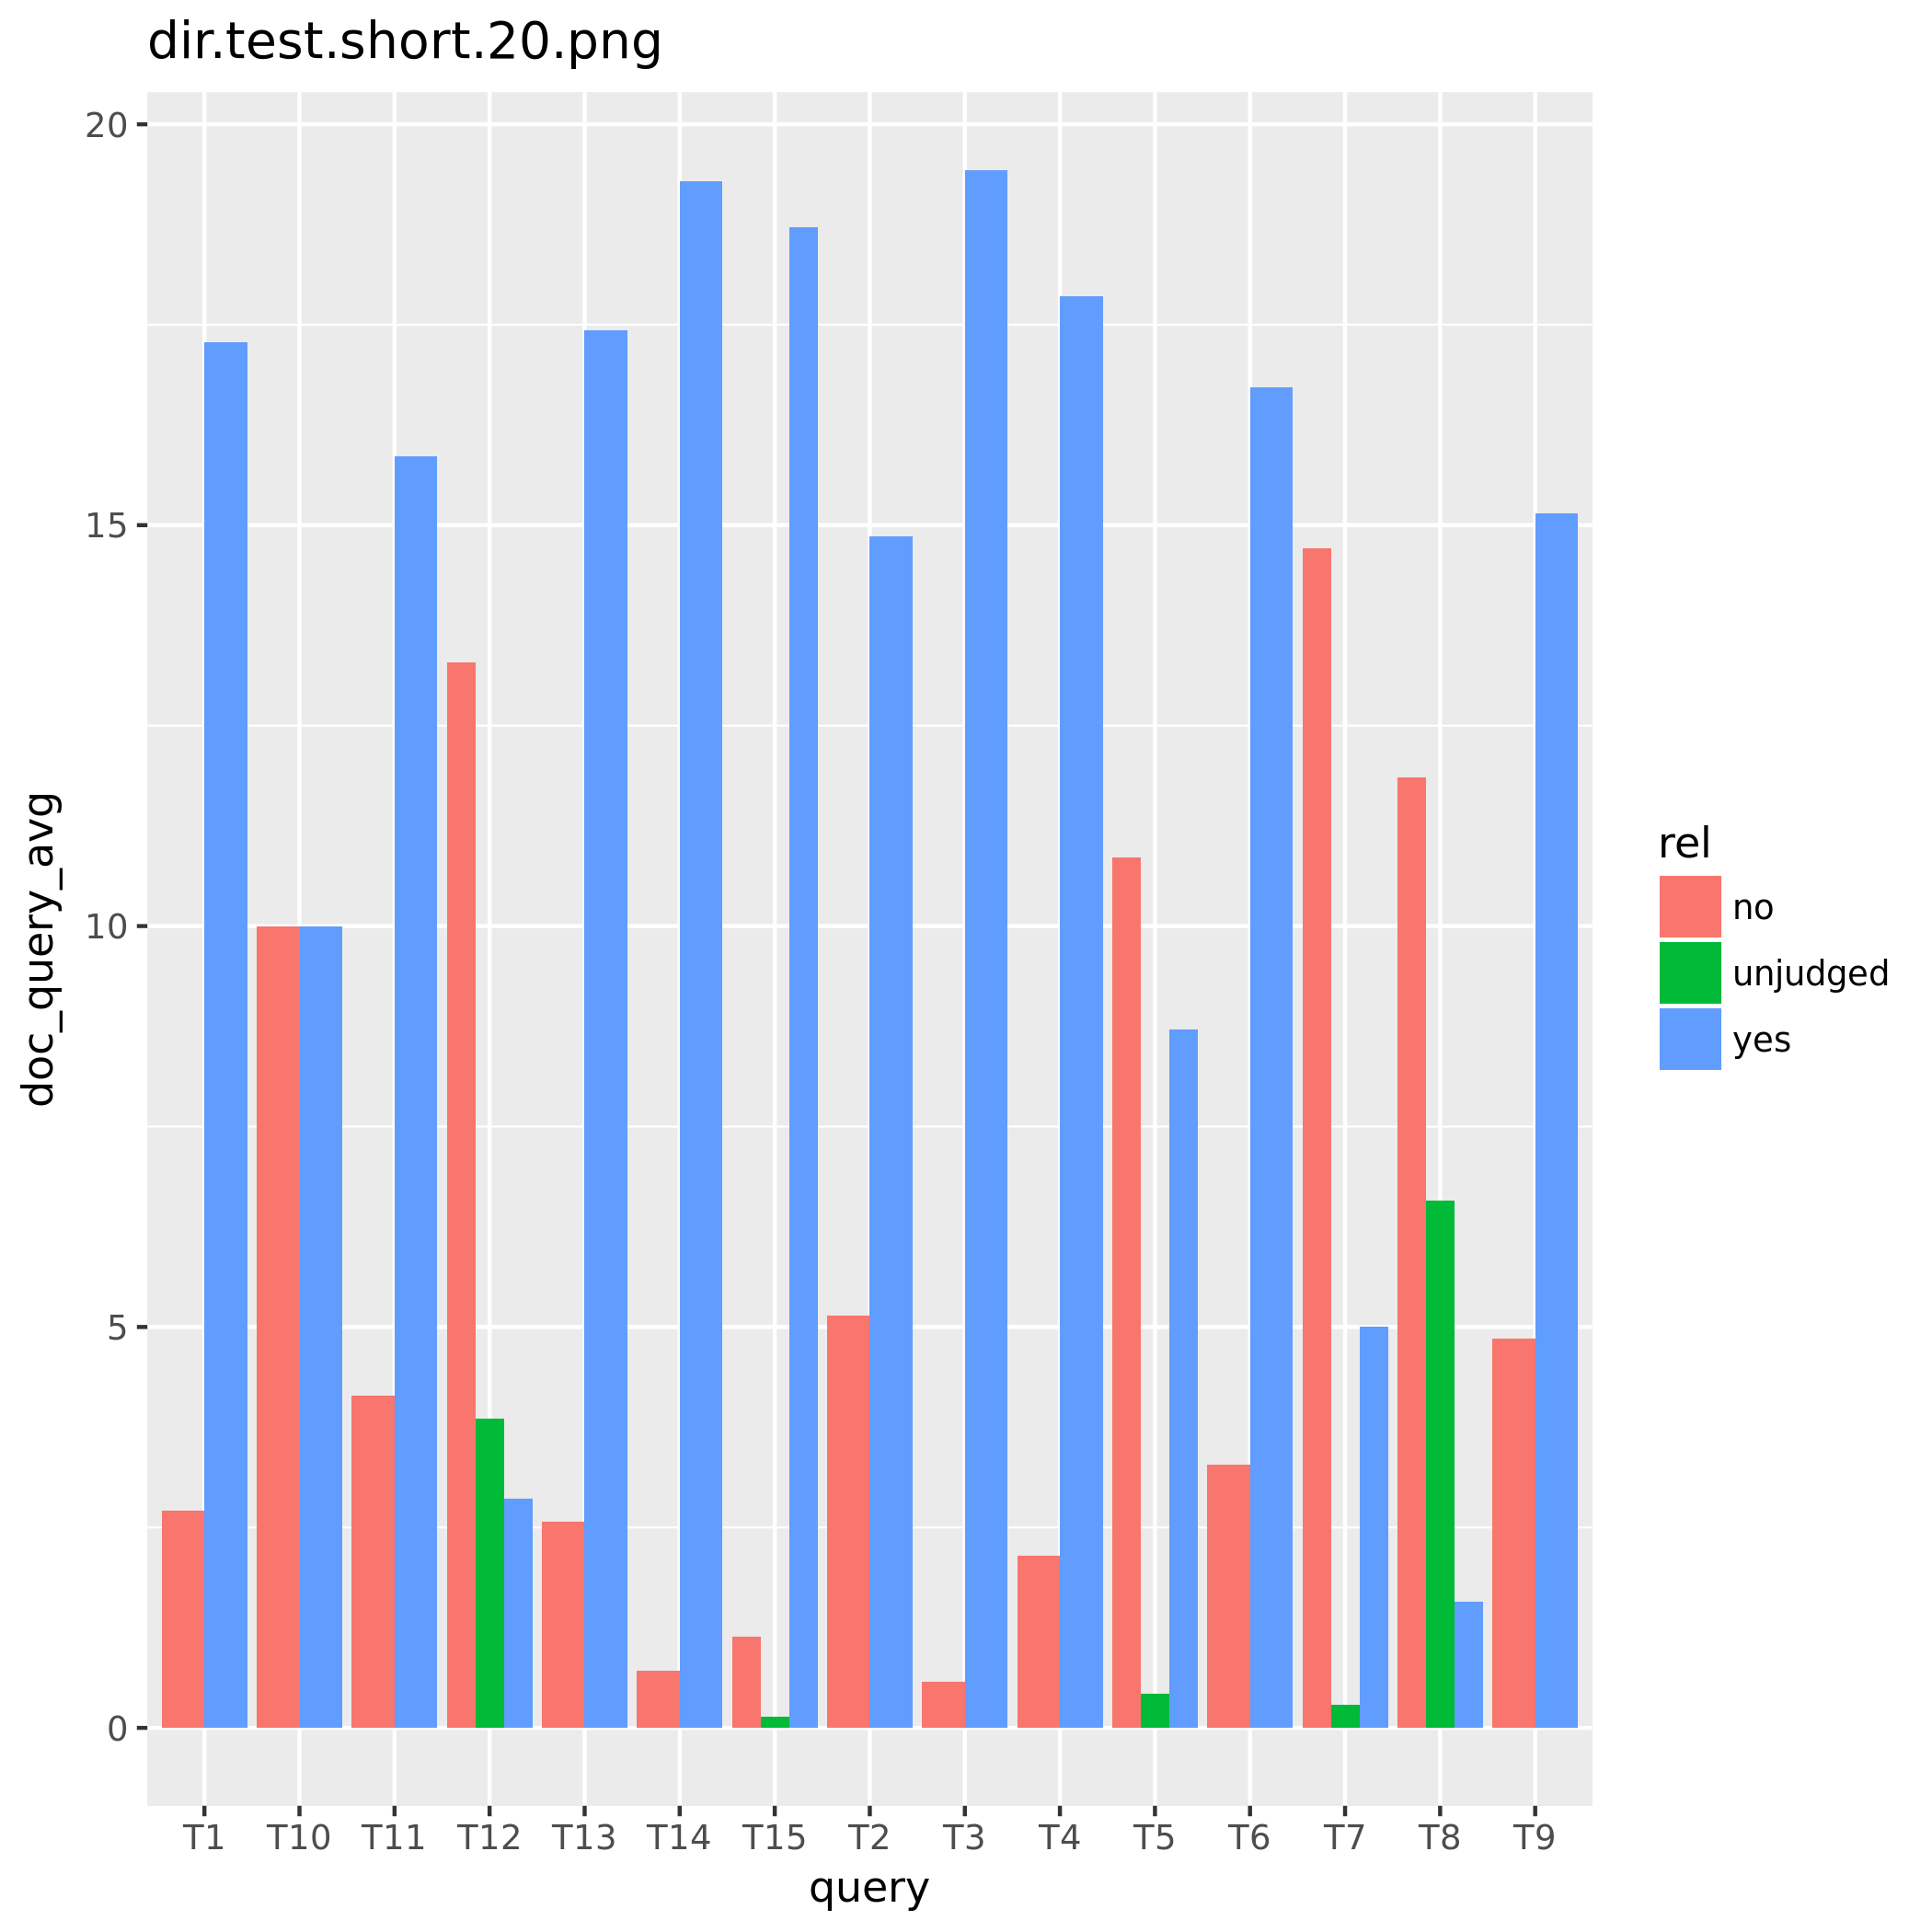 dir.test.short.20.png
20
15
10
5
0
doc_query_avg
T1 T10 T11 T12 T13 T14 T15 T2 T3 T4 T5 T6 T7 T8 T9
query
rel
no
unjudged
yes